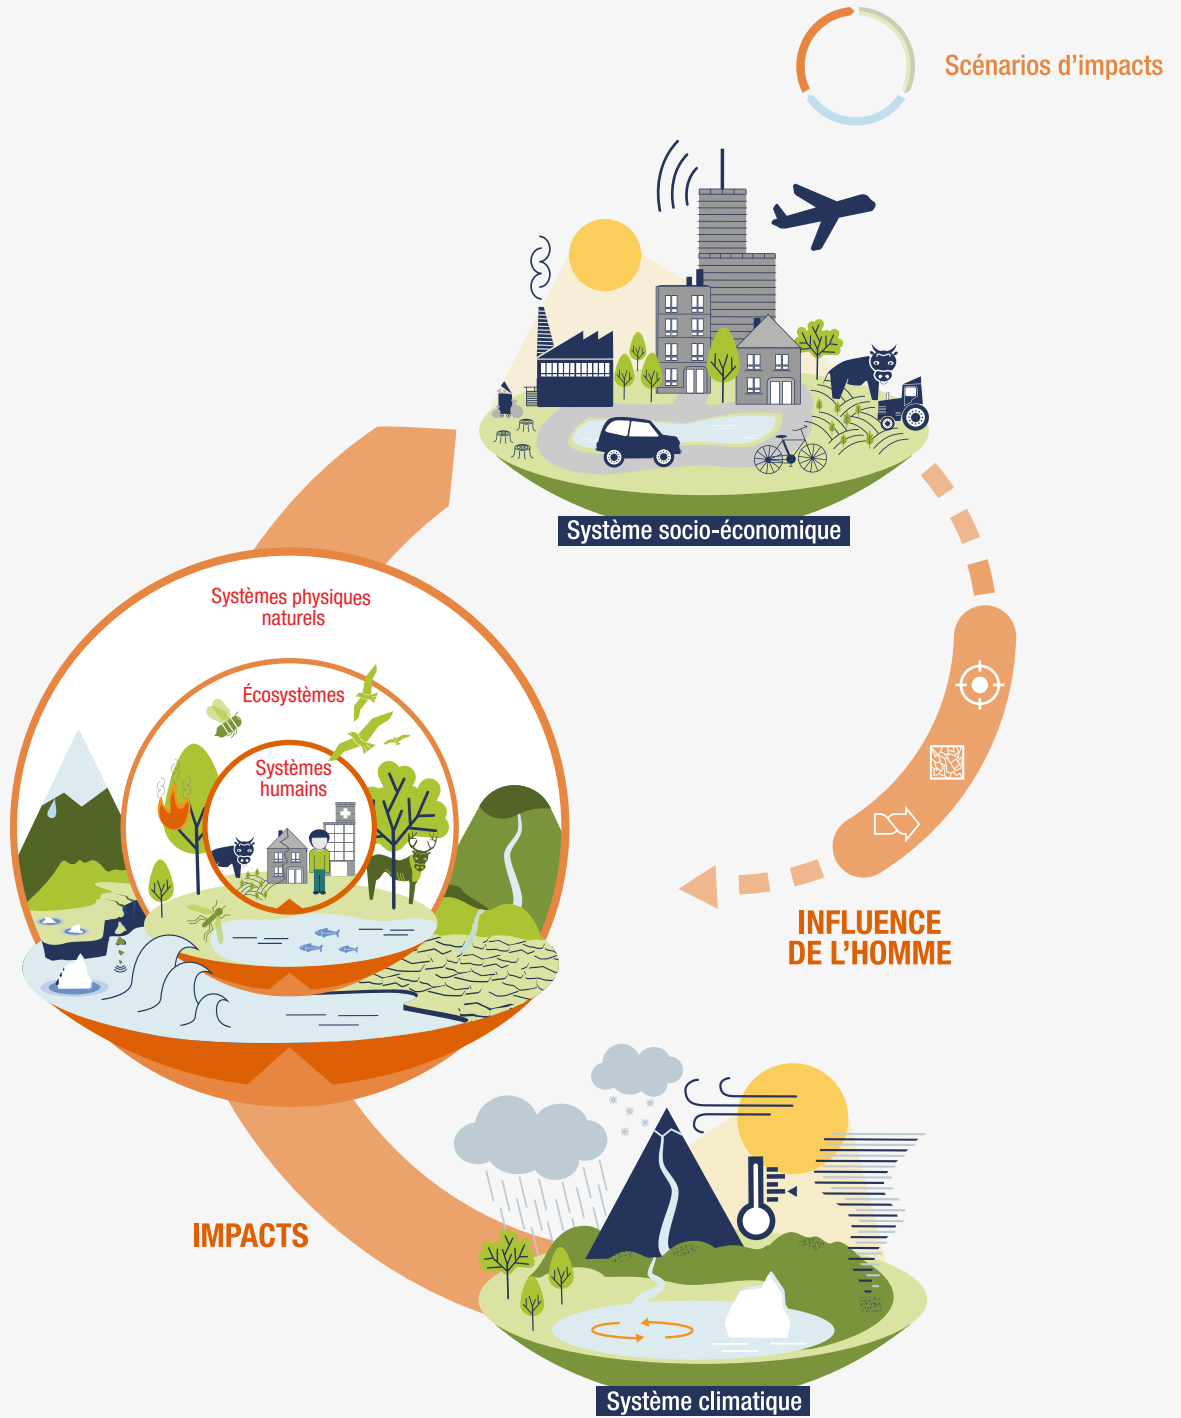 Scénarios d'impacts
Système socio-économique
Systèmes physiques
naturels
Écosystèmes
Systèmes
humains
INFLUENCE
DE L'HOMME
IMPACTS
Système climatique